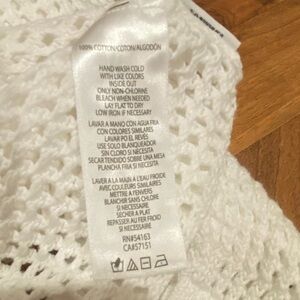 100% COTTON/COTON/ALGODÓN
HAND WASH COLD
WITH LIKE COLORS
INSIDE OUT
ONLY NON-CHLORINE
BLEACH WHEN NEEDED
LAY FLAT TO DRY
LOW IRON IF NECESSARY
LAVAR A MANO CON AGUA FRIA
CON COLORES SIMILARES
LAVAR PO EL REVÉS
USE SOLO BLANQUEADOR
SIN CLORO SI NECESITA
SECAR TENDIDO SOBRE UNA MESA
PLANCHA FRIA SI NECESITA
LAVER A LA MAIN A L'EAU FROIDE
AVEC COULEURS SIMILAIRES
METTRE A L'ENVERS
BLANCHIR SANS CHLORE
SI NECESSAIRE
SECHER A PLAT
REPASSER AU FER FROID
SI NECESSAIRE
RN#54163
CA#57151